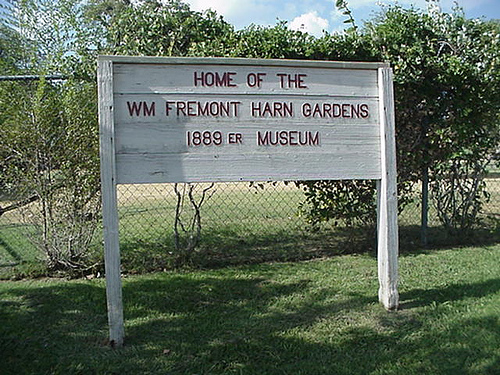 HOME OF THE
WM FREMONT HARN GARDENS
1889 ER MUSEUM